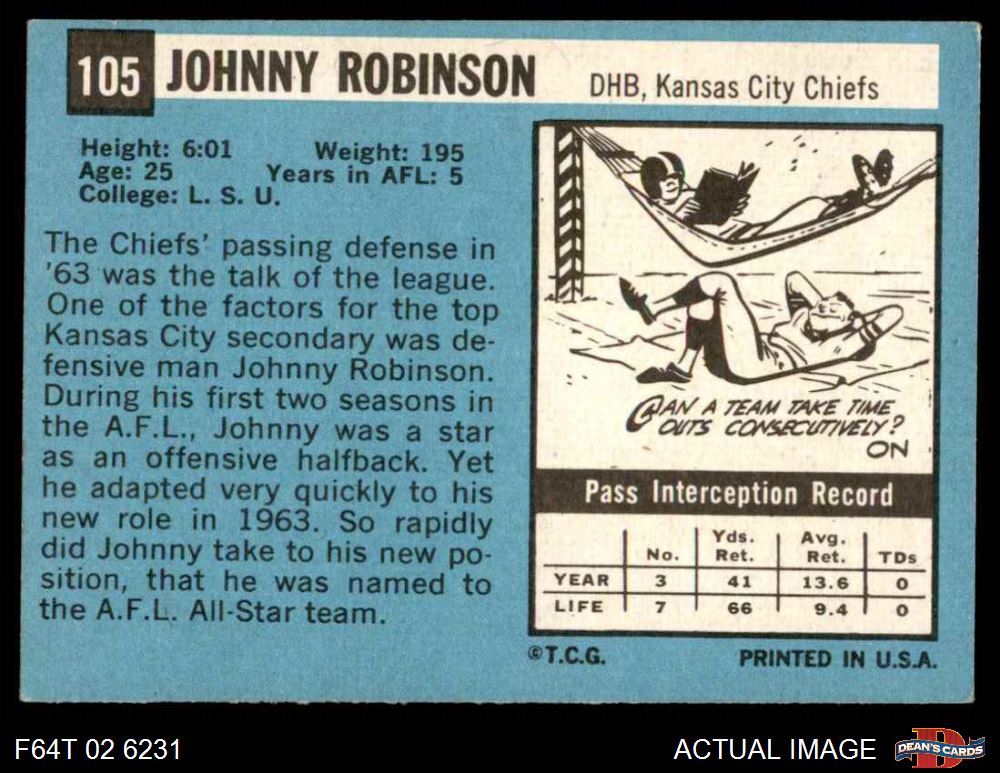 105 JOHNNY ROBINSON DHB, Kansas City Chiefs
Height: 6:01 Weight: 195
Age: 25 Years in AFL: 5
College: L. S. U.
The Chiefs' passing defense in
'63 was the talk of the league.
One of the factors for the top
Kansas City secondary was de-
fensive man Johnny Robinson.
During his first two seasons in
the A.F.L., Johnny was a star
as an offensive halfback. Yet
he adapted very quickly to his
new role in 1963. So rapidly
did Johnny take to his new po-
sition, that he was named to
the A.F.L. All-Star team.
CAN A TEAM TAKE TIME
OUTS CONSECUTIVELY?
ON
Pass Interception Record
No. Yds. Ret. Avg. Ret. TDs
YEAR 3 41 13.6 0
LIFE 7 66 9.4 0
©T.C.G. PRINTED IN U.S.A.
F64T 02 6231 ACTUAL IMAGE DEAN'S CARDS